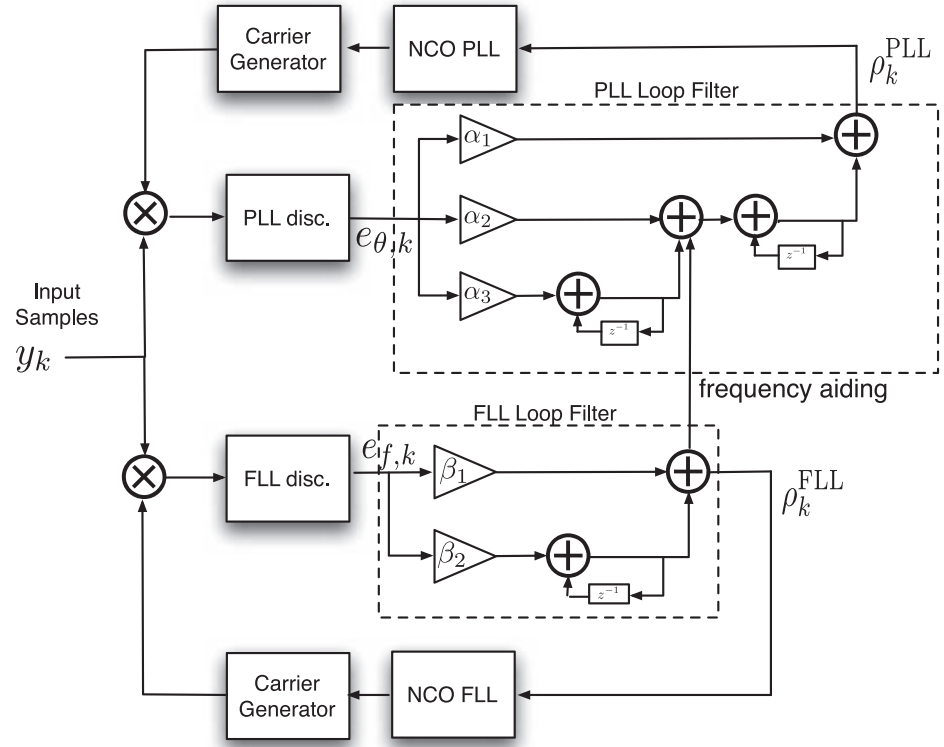 Carrier
Generator
NCO PLL
ρ_k^PLL
PLL Loop Filter
α₁
PLL disc.
e_θ,k
α₂
z⁻¹
α₃
z⁻¹
Input
Samples
y_k
frequency aiding
FLL Loop Filter
FLL disc.
e_f,k
β₁
ρ_k^FLL
β₂
z⁻¹
Carrier
Generator
NCO FLL